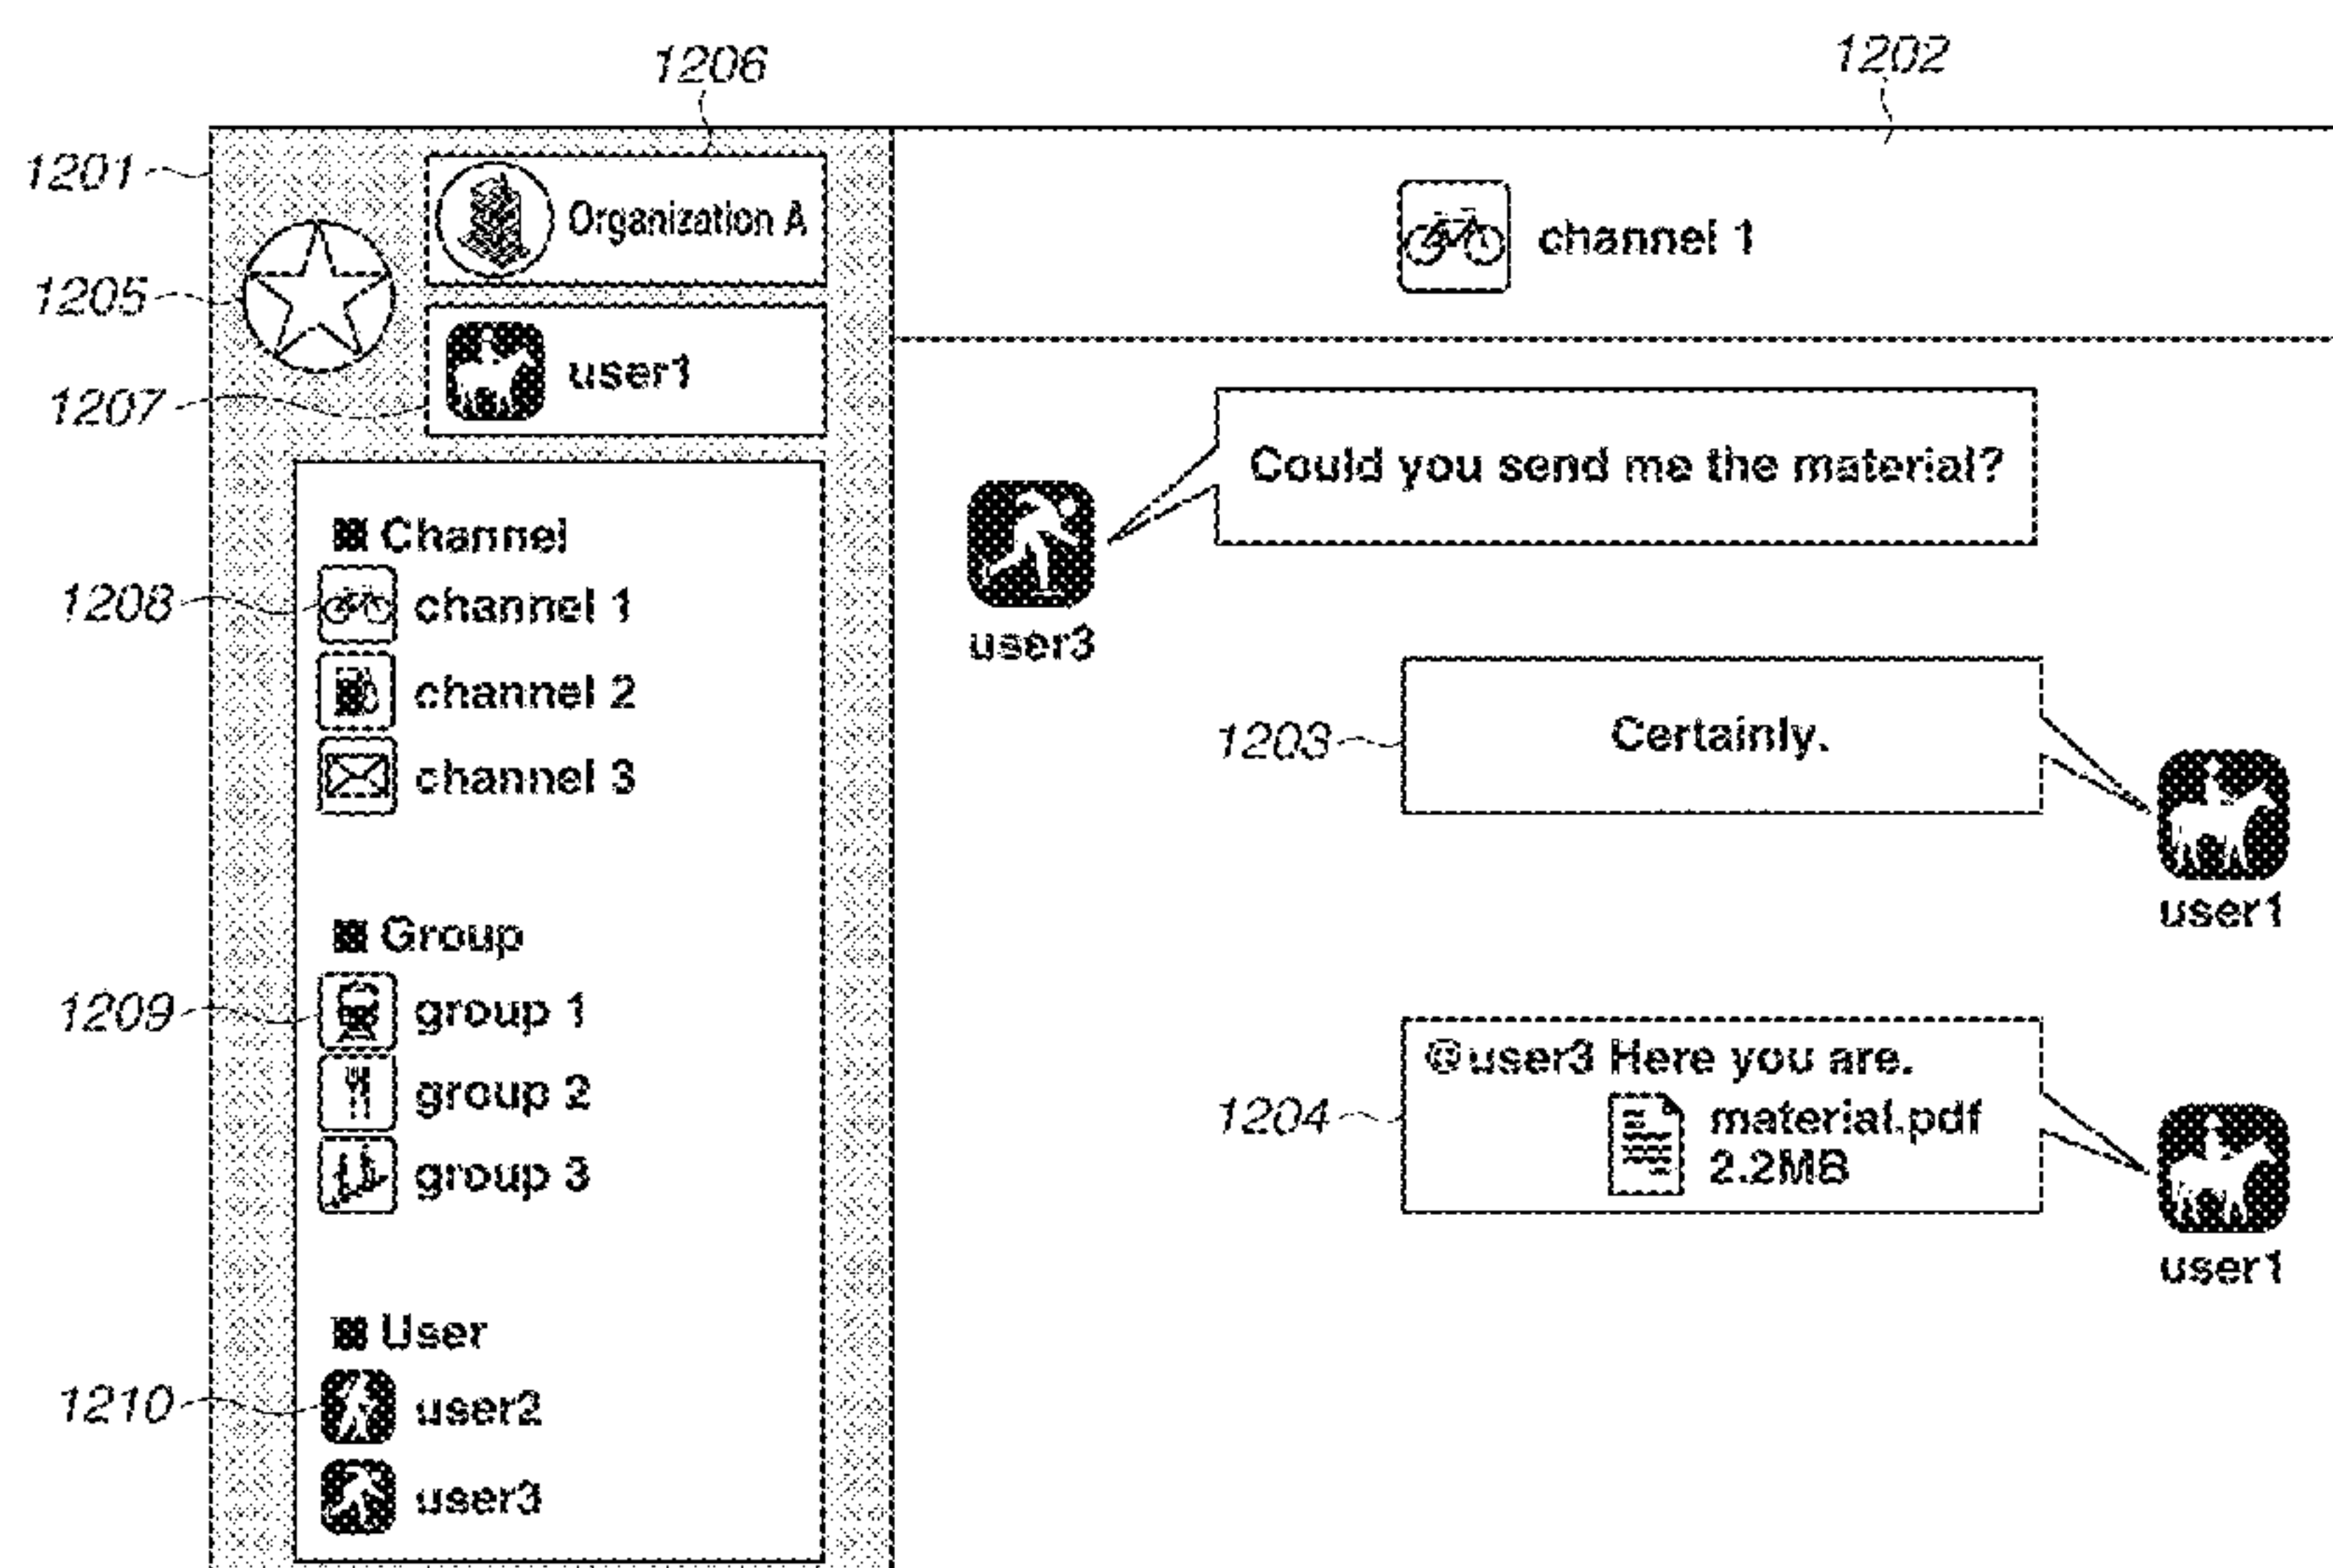 1206
1202
1201
Organization A
channel 1
1205
user1
1207
Could you send me the material?
user3
Channel
1208
channel 1
channel 2
channel 3
1203
Certainly.
user1
Group
1209
group 1
group 2
group 3
1204
@user3 Here you are.
material.pdf
2.2MB
user1
User
1210
user2
user3